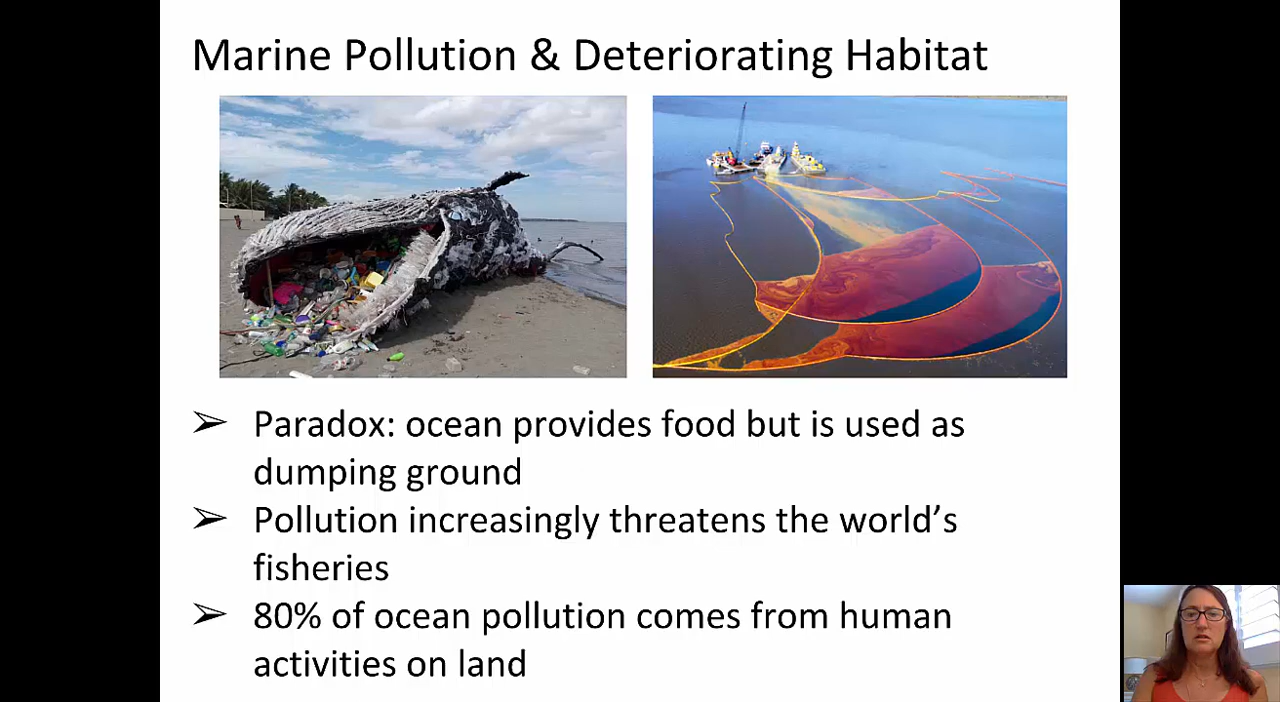 Marine Pollution & Deteriorating Habitat
➢ Paradox: ocean provides food but is used as
dumping ground
➢ Pollution increasingly threatens the world’s
fisheries
➢ 80% of ocean pollution comes from human
activities on land